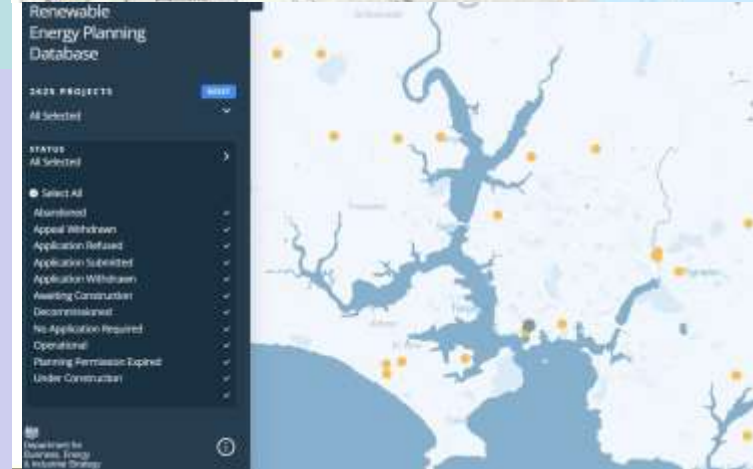 Renewable
Energy Planning
Database
PROJECTS
RESET
All Selected
STATUS
All Selected
Select All
Abandoned
Appeal Withdrawn
Application Refused
Application Submitted
Application Withdrawn
Awaiting Construction
Decommissioned
No Application Required
Operational
Planning Permission Expired
Under Construction
Department for
Business, Energy
& Industrial Strategy